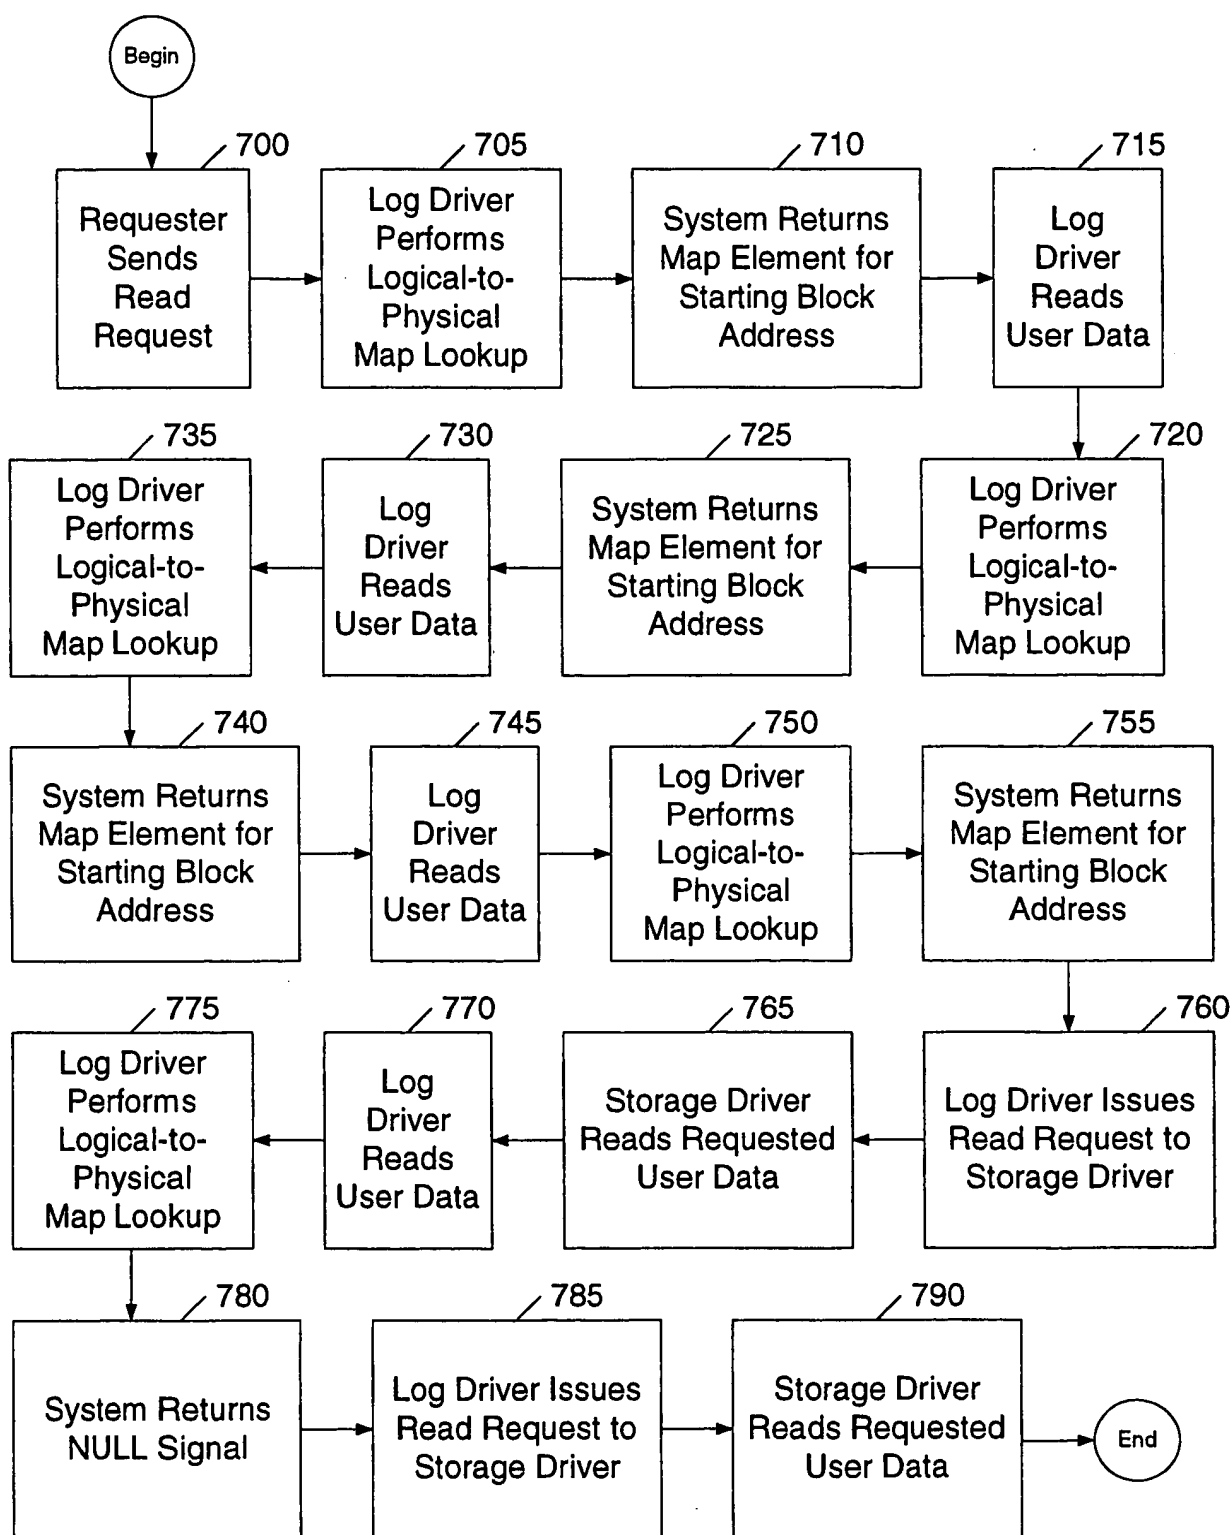 Begin
700
Requester
Sends
Read
Request
705
Log Driver
Performs
Logical-to-
Physical
Map Lookup
710
System Returns
Map Element for
Starting Block
Address
715
Log
Driver
Reads
User Data
720
Log Driver
Performs
Logical-to-
Physical
Map Lookup
725
System Returns
Map Element for
Starting Block
Address
730
Log
Driver
Reads
User Data
735
Log Driver
Performs
Logical-to-
Physical
Map Lookup
740
System Returns
Map Element for
Starting Block
Address
745
Log
Driver
Reads
User Data
750
Log Driver
Performs
Logical-to-
Physical
Map Lookup
755
System Returns
Map Element for
Starting Block
Address
760
Log Driver Issues
Read Request to
Storage Driver
765
Storage Driver
Reads Requested
User Data
770
Log
Driver
Reads
User Data
775
Log Driver
Performs
Logical-to-
Physical
Map Lookup
780
System Returns
NULL Signal
785
Log Driver Issues
Read Request to
Storage Driver
790
Storage Driver
Reads Requested
User Data
End